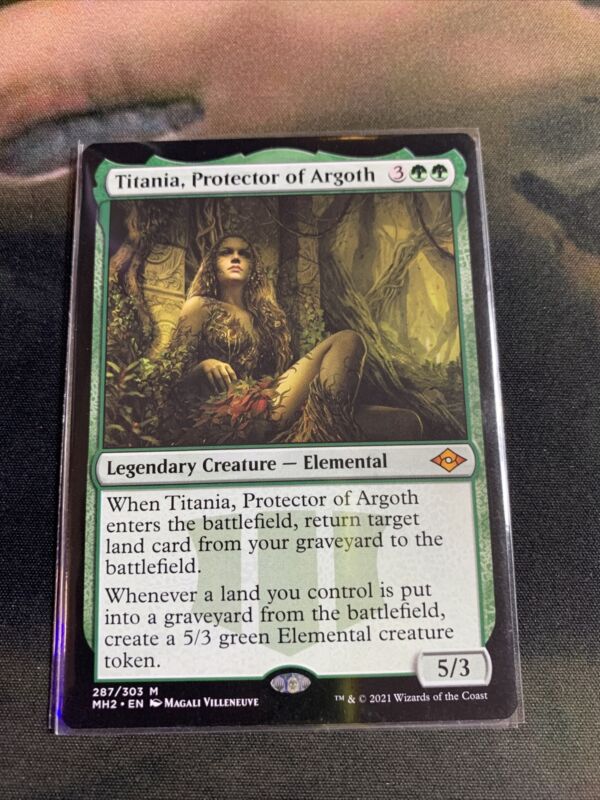 Titania, Protector of Argoth 3
Legendary Creature — Elemental
When Titania, Protector of Argoth
enters the battlefield, return target
land card from your graveyard to the
battlefield.
Whenever a land you control is put
into a graveyard from the battlefield,
create a 5/3 green Elemental creature
token.
5/3
287/303 M
MH2 • EN Magali Villeneuve
™ & © 2021 Wizards of the Coast